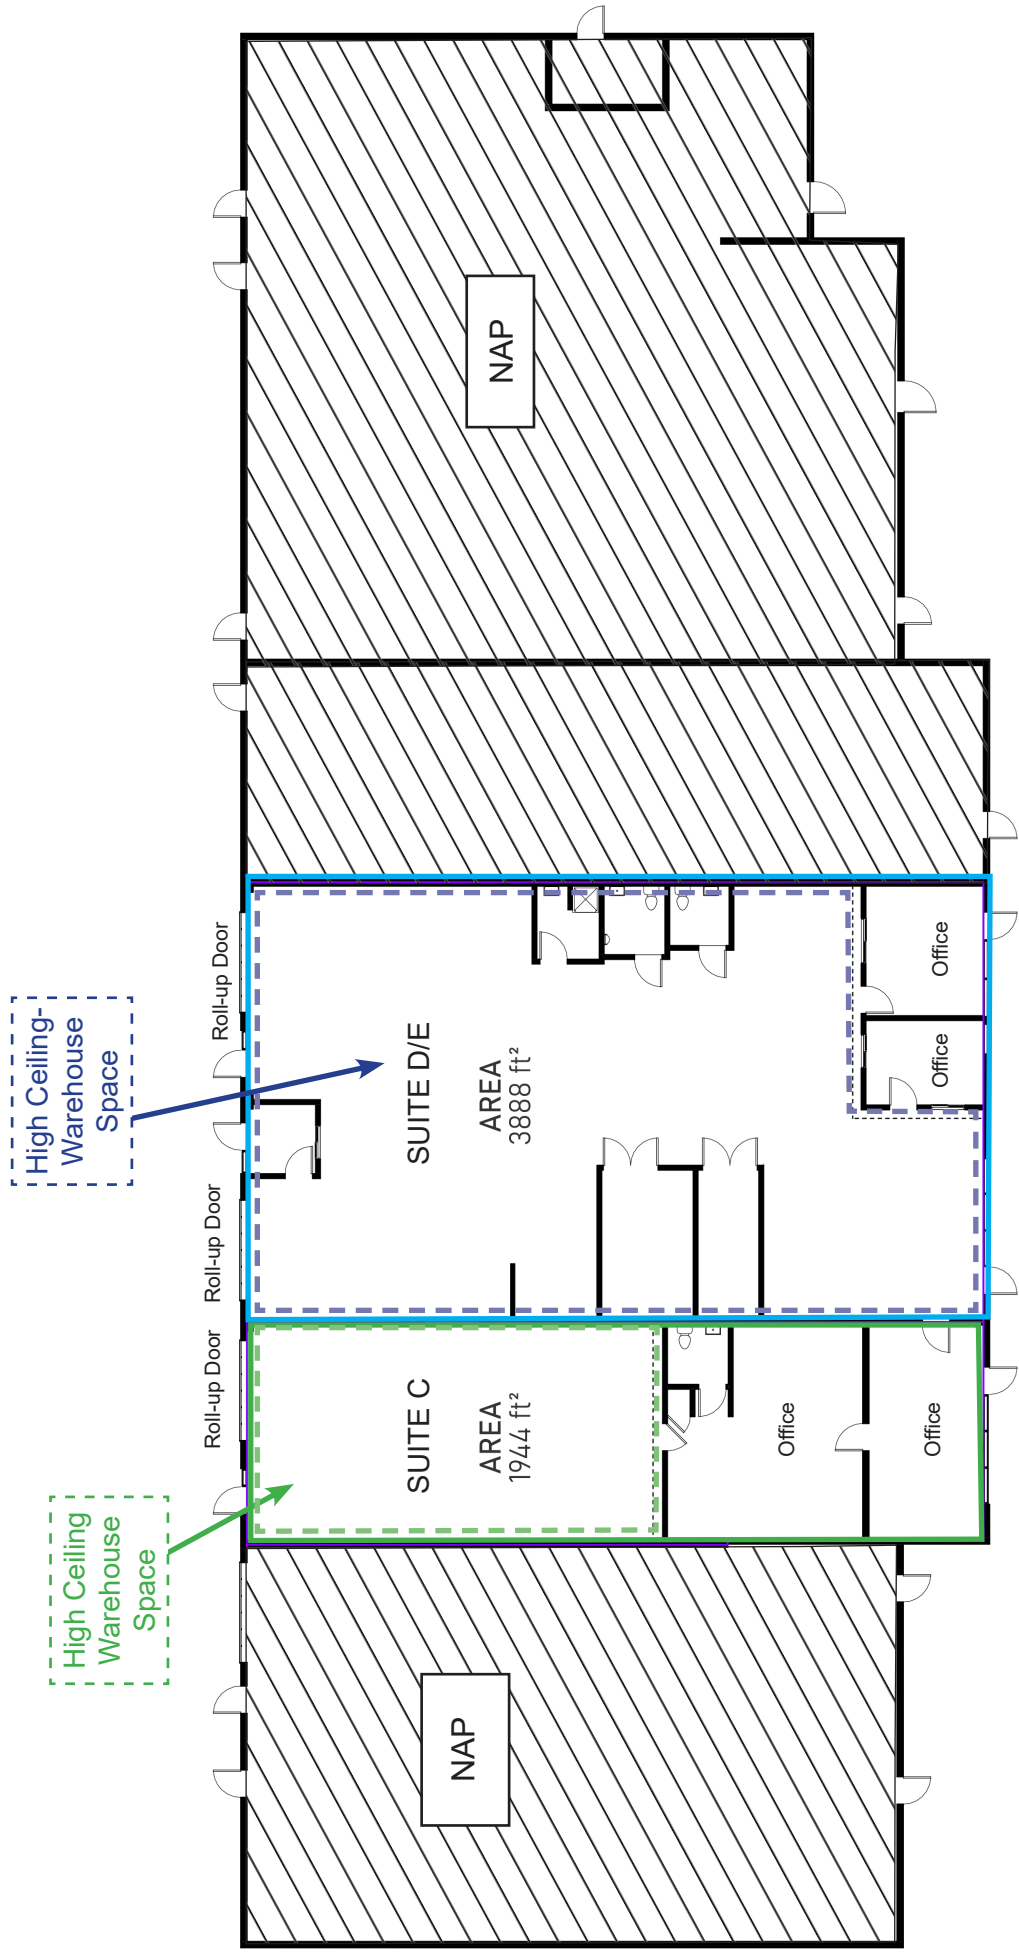 High Ceiling
Warehouse
Space
High Ceiling-
Warehouse
Space
Roll-up Door
Roll-up Door
Roll-up Door
NAP
SUITE C
AREA
1944 ft²
SUITE D/E
AREA
3888 ft²
NAP
Office
Office
Office
Office